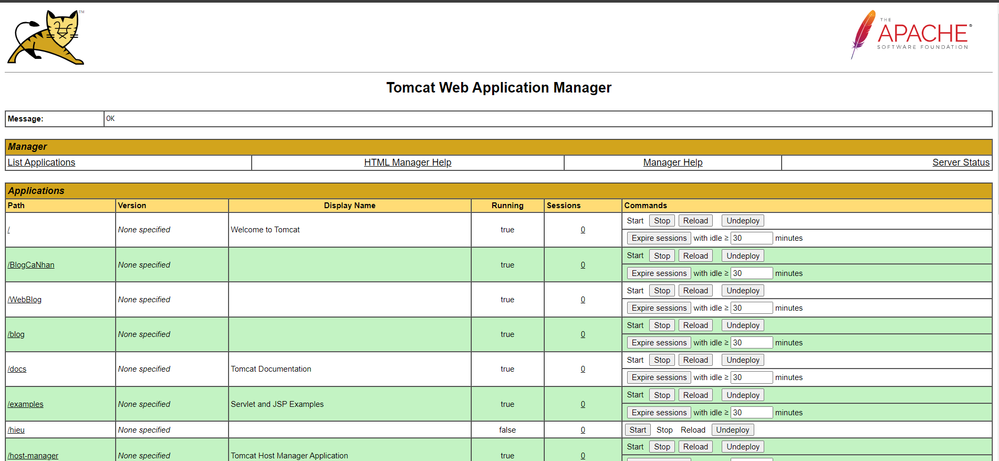 TM
THE
APACHE®
SOFTWARE FOUNDATION
Tomcat Web Application Manager
Message: OK
Manager
List Applications HTML Manager Help Manager Help Server Status
Applications
Path Version Display Name Running Sessions Commands
/ None specified Welcome to Tomcat true 0 Start Stop Reload Undeploy
Expire sessions with idle ≥ 30 minutes
/BlogCaNhan None specified true 0 Start Stop Reload Undeploy
Expire sessions with idle ≥ 30 minutes
/WebBlog None specified true 0 Start Stop Reload Undeploy
Expire sessions with idle ≥ 30 minutes
/blog None specified true 0 Start Stop Reload Undeploy
Expire sessions with idle ≥ 30 minutes
/docs None specified Tomcat Documentation true 0 Start Stop Reload Undeploy
Expire sessions with idle ≥ 30 minutes
/examples None specified Servlet and JSP Examples true 0 Start Stop Reload Undeploy
Expire sessions with idle ≥ 30 minutes
/hieu None specified false 0 Start Stop Reload Undeploy
/host-manager None specified Tomcat Host Manager Application true 0 Start Stop Reload Undeploy